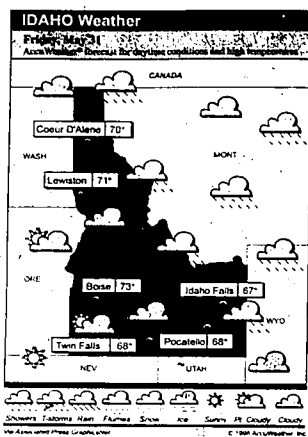 IDAHO Weather
Friday, May 31
AccuWeather® forecast for daytime conditions and high temperatures
CANADA
Coeur D'Alene 70°
WASH
MONT
Lewiston 71°
ORE
Boise 73°
Idaho Falls 67°
WYO
Twin Falls 68°
Pocatello 68°
NEV
UTAH
Showers T-storms Rain Flurries Snow Ice Sunny Pt. Cloudy Cloudy
Via Associated Press GraphicsNet
AccuWeather, Inc.